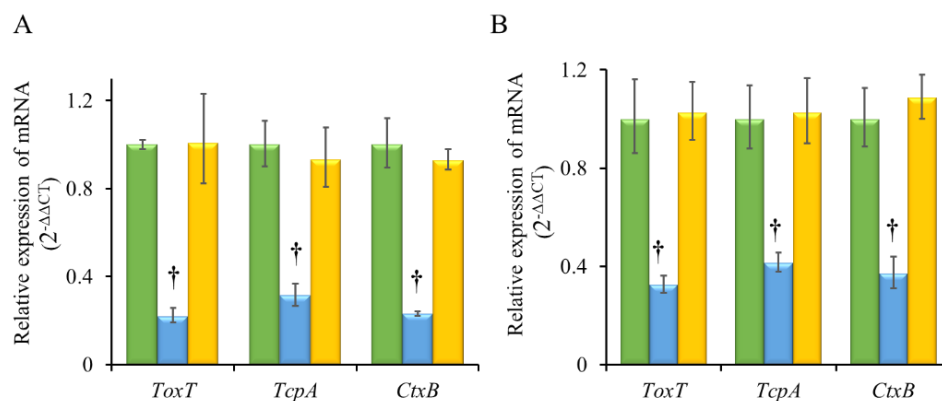 A
Relative expression of mRNA
(2-ΔΔCT)
1.2
0.8
0.4
0
†
†
†
ToxT
TcpA
CtxB
B
Relative expression of mRNA
(2-ΔΔCT)
1.2
0.8
0.4
0
†
†
†
ToxT
TcpA
CtxB